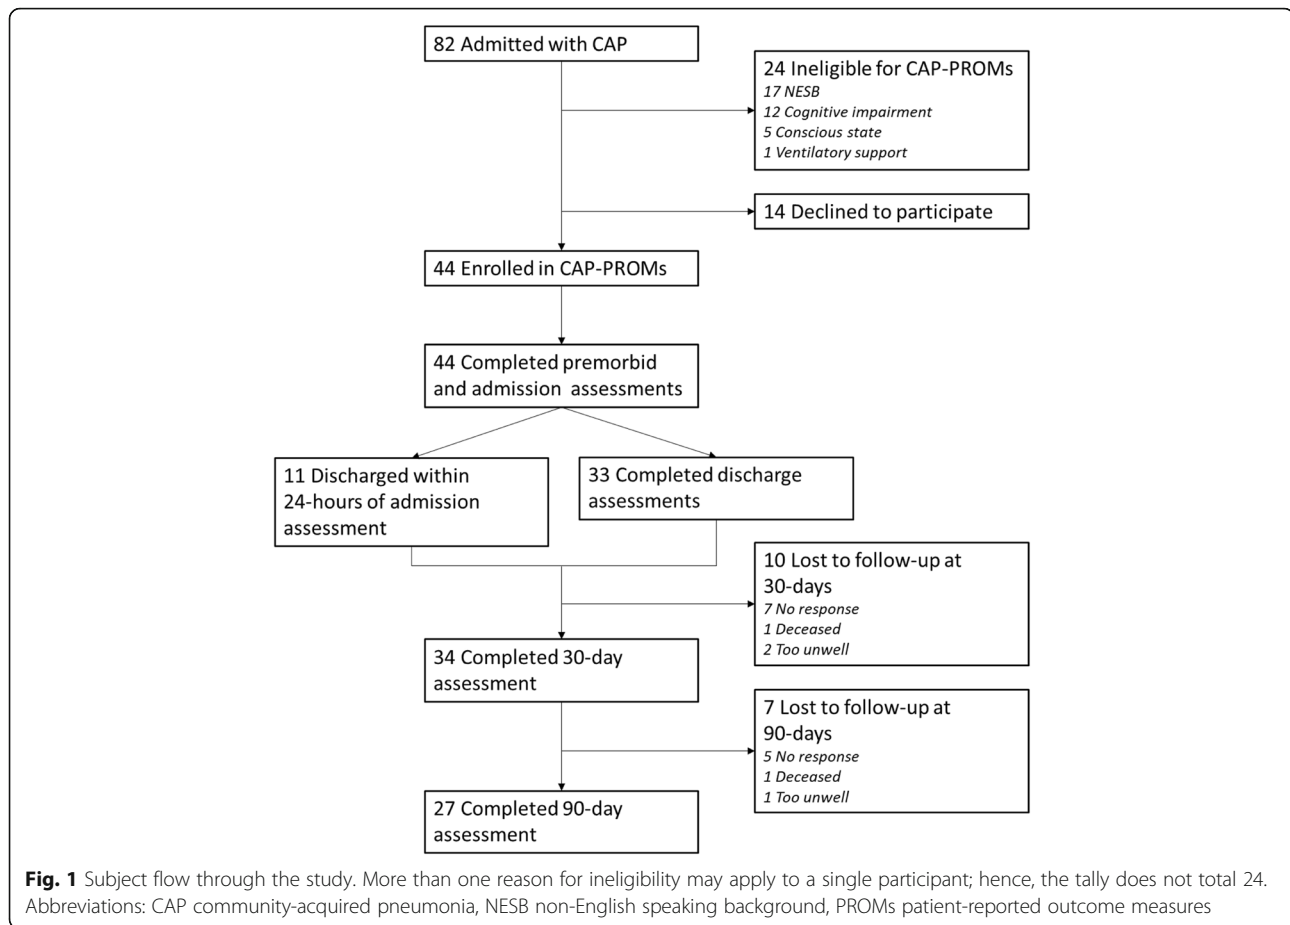 82 Admitted with CAP
24 Ineligible for CAP-PROMs
17 NESB
12 Cognitive impairment
5 Conscious state
1 Ventilatory support
14 Declined to participate
44 Enrolled in CAP-PROMs
44 Completed premorbid
and admission assessments
11 Discharged within
24-hours of admission
assessment
33 Completed discharge
assessments
10 Lost to follow-up at
30-days
7 No response
1 Deceased
2 Too unwell
34 Completed 30-day
assessment
7 Lost to follow-up at
90-days
5 No response
1 Deceased
1 Too unwell
27 Completed 90-day
assessment
Fig. 1 Subject flow through the study. More than one reason for ineligibility may apply to a single participant; hence, the tally does not total 24.
Abbreviations: CAP community-acquired pneumonia, NESB non-English speaking background, PROMs patient-reported outcome measures